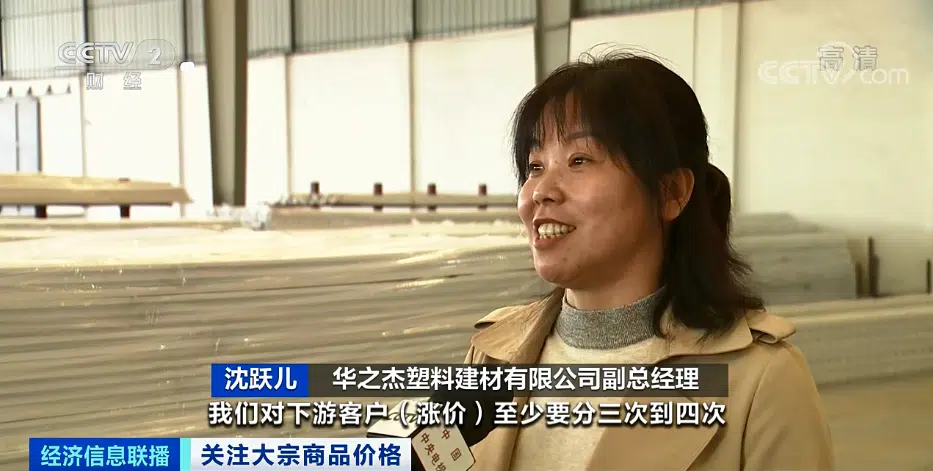 CCTV 2
财经
高清
CCTV.com
沈跃儿 华之杰塑料建材有限公司副总经理
我们对下游客户（涨价）至少要分三次到四次
中国
中央电视
经济信息联播 关注大宗商品价格